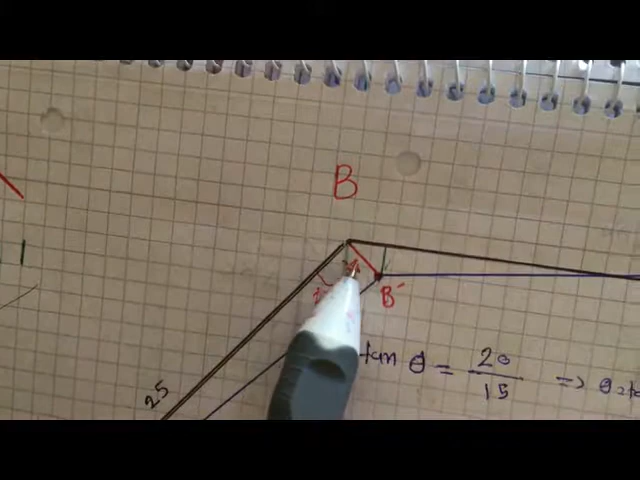 B
B'
tan θ = 20/15 => θ =
25